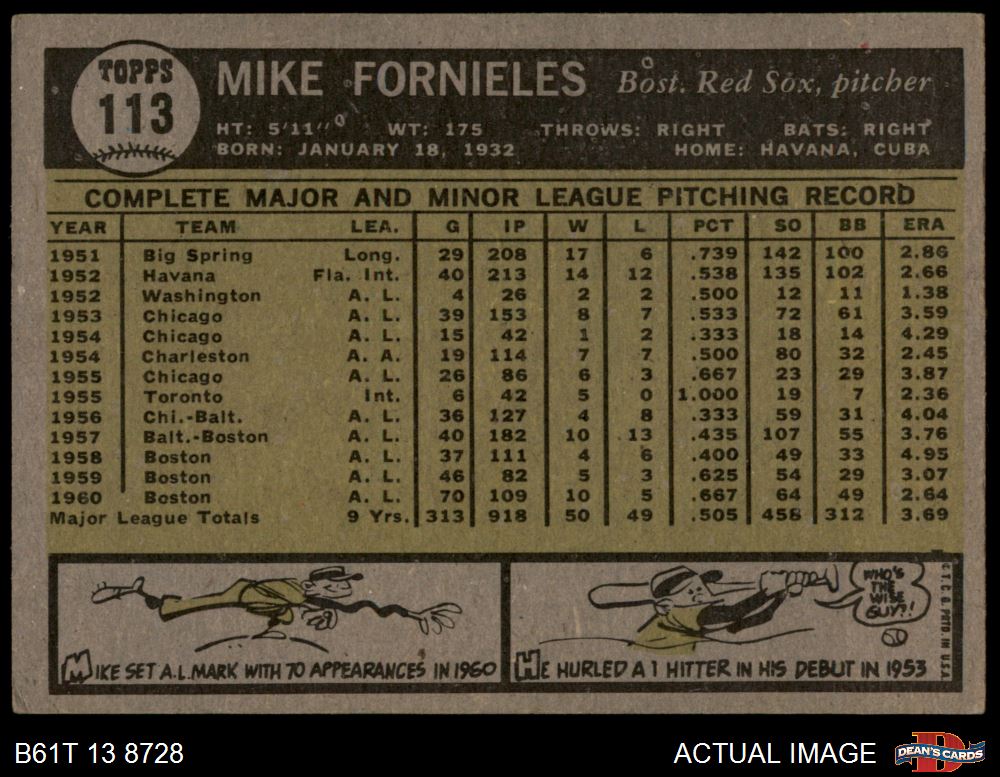 TOPPS
113
MIKE FORNIELES Bost. Red Sox, pitcher
HT: 5'11" WT: 175 THROWS: RIGHT BATS: RIGHT
BORN: JANUARY 18, 1932 HOME: HAVANA, CUBA
COMPLETE MAJOR AND MINOR LEAGUE PITCHING RECORD
YEAR TEAM LEA. G IP W L PCT SO BB ERA
1951 Big Spring Long. 29 208 17 6 .739 142 100 2.86
1952 Havana Fla. Int. 40 213 14 12 .538 135 102 2.66
1952 Washington A. L. 4 26 2 2 .500 12 11 1.38
1953 Chicago A. L. 39 153 8 7 .533 72 61 3.59
1954 Chicago A. L. 15 42 1 2 .333 18 14 4.29
1954 Charleston A. A. 19 114 7 7 .500 80 32 2.45
1955 Chicago A. L. 26 86 6 3 .667 23 29 3.87
1955 Toronto Int. 6 42 5 0 1.000 19 7 2.36
1956 Chi.-Balt. A. L. 36 127 4 8 .333 59 31 4.04
1957 Balt.-Boston A. L. 40 182 10 13 .435 107 55 3.76
1958 Boston A. L. 37 111 4 6 .400 49 33 4.95
1959 Boston A. L. 46 82 5 3 .625 54 29 3.07
1960 Boston A. L. 70 109 10 5 .667 64 49 2.64
Major League Totals 9 Yrs. 313 918 50 49 .505 458 312 3.69
MIKE SET A.L. MARK WITH 70 APPEARANCES IN 1960
WHO'S
THE
WISE
GUY?!
HE HURLED A 1 HITTER IN HIS DEBUT IN 1953
© T. C. G. PRTD. IN U.S.A.
B61T 13 8728
ACTUAL IMAGE
D
DEAN'S CARDS